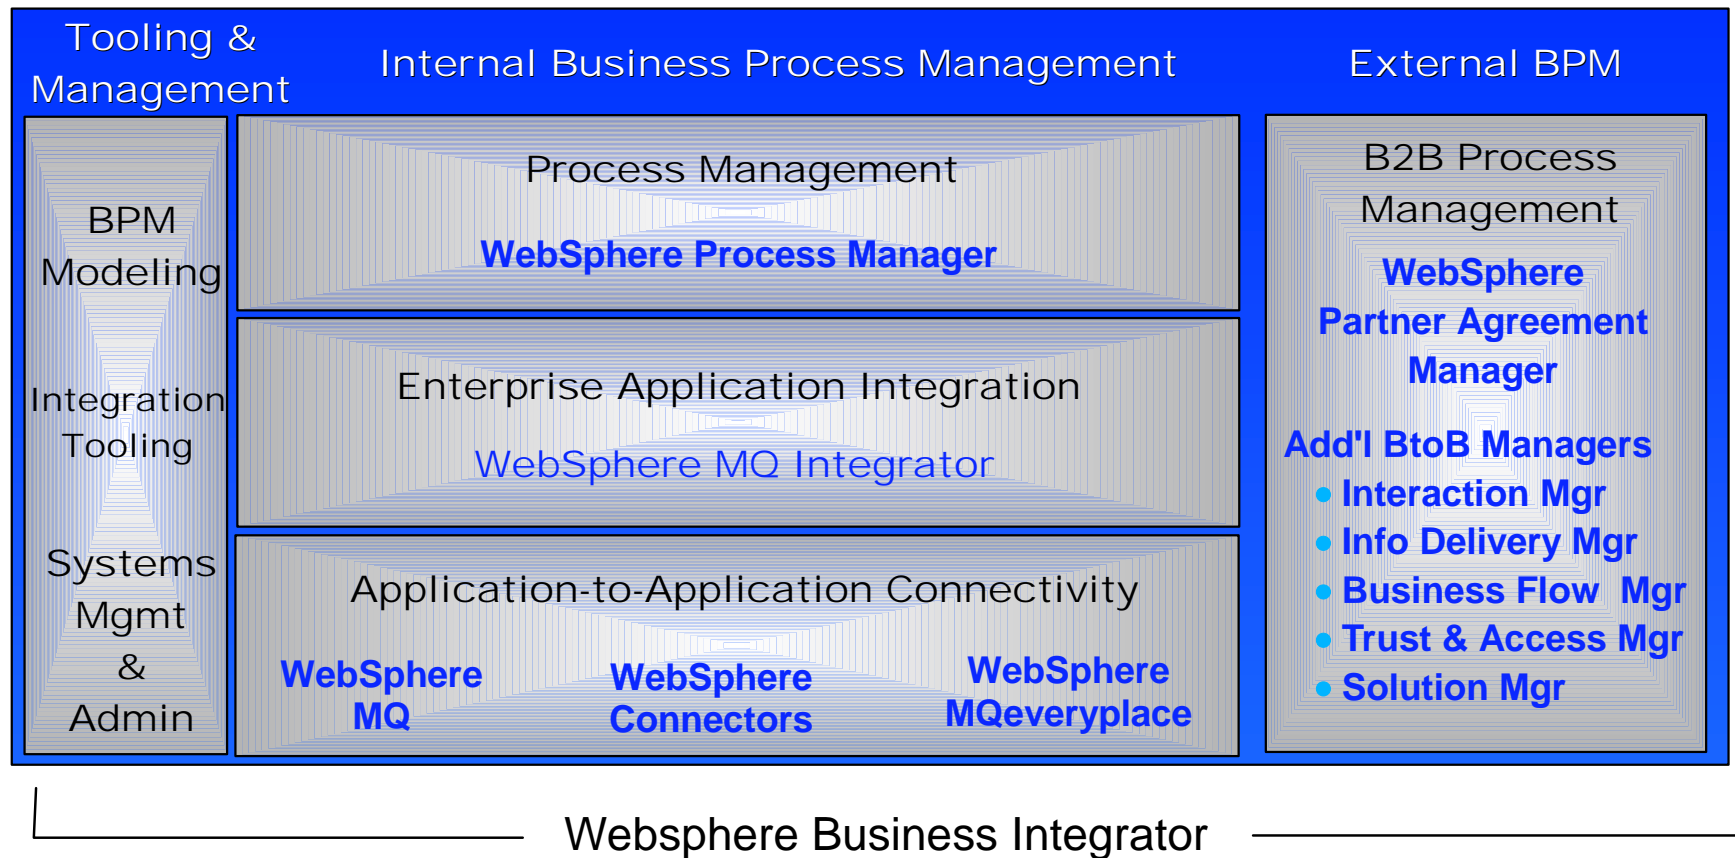 Tooling &
Management
Internal Business Process Management
External BPM
BPM
Modeling
Integration
Tooling
Systems
Mgmt
&
Admin
Process Management
WebSphere Process Manager
Enterprise Application Integration
WebSphere MQ Integrator
Application-to-Application Connectivity
WebSphere
MQ
WebSphere
Connectors
WebSphere
MQeveryplace
B2B Process
Management
WebSphere
Partner Agreement
Manager
Add'l BtoB Managers
● Interaction Mgr
● Info Delivery Mgr
● Business Flow Mgr
● Trust & Access Mgr
● Solution Mgr
Websphere Business Integrator